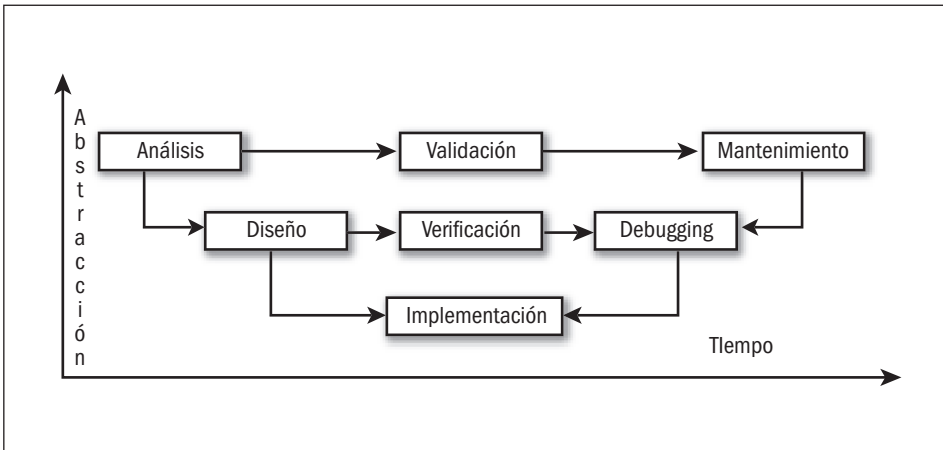 Abstracción
Análisis
Validación
Mantenimiento
Diseño
Verificación
Debugging
Implementación
TIempo